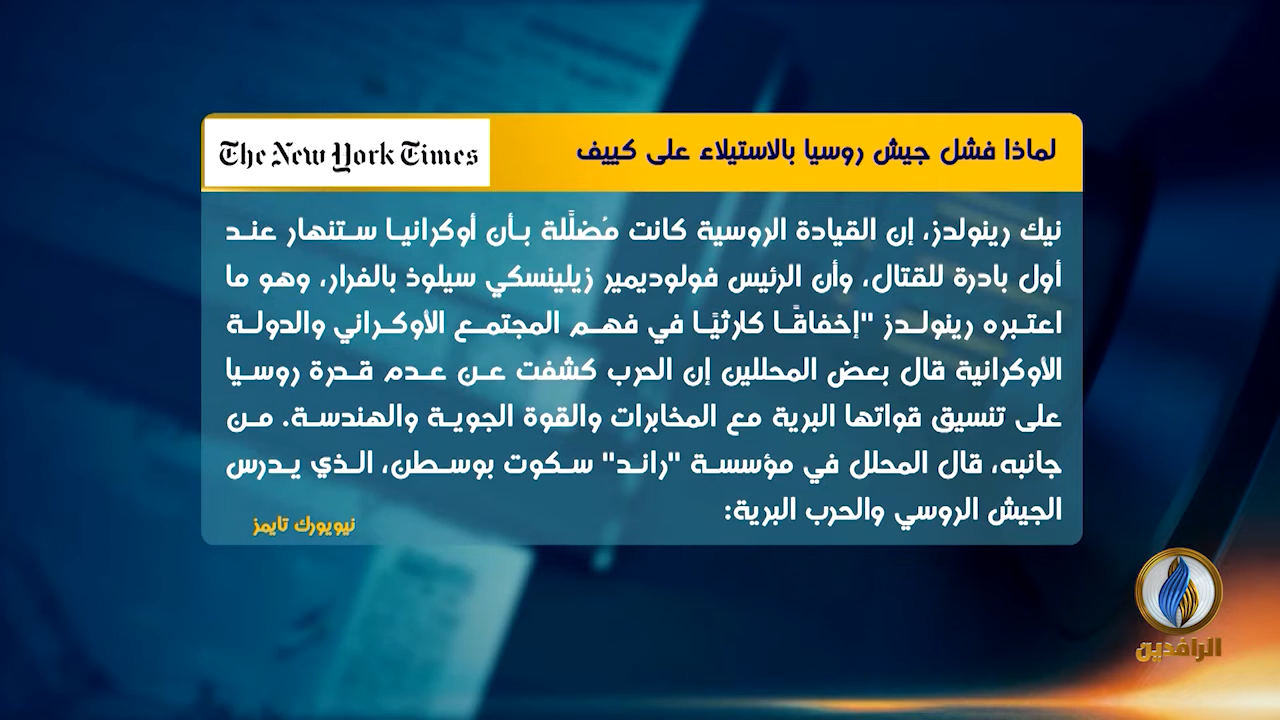 The New York Times
لماذا فشل جيش روسيا بالاستيلاء على كييف
نيك رينولدز، إن القيادة الروسية كانت مُضلَّلة بأن أوكرانيا ستنهار عند
أول بادرة للقتال، وأن الرئيس فولوديمير زيلينسكي سيلوذ بالفرار، وهو ما
اعتبره رينولدز "إخفاقًا كارثيًا في فهم المجتمع الأوكراني والدولة
الأوكرانية قال بعض المحللين إن الحرب كشفت عن عدم قدرة روسيا
على تنسيق قواتها البرية مع المخابرات والقوة الجوية والهندسة. من
جانبه، قال المحلل في مؤسسة "راند" سكوت بوسطن، الذي يدرس
الجيش الروسي والحرب البرية:
نيويورك تايمز
الرافدين